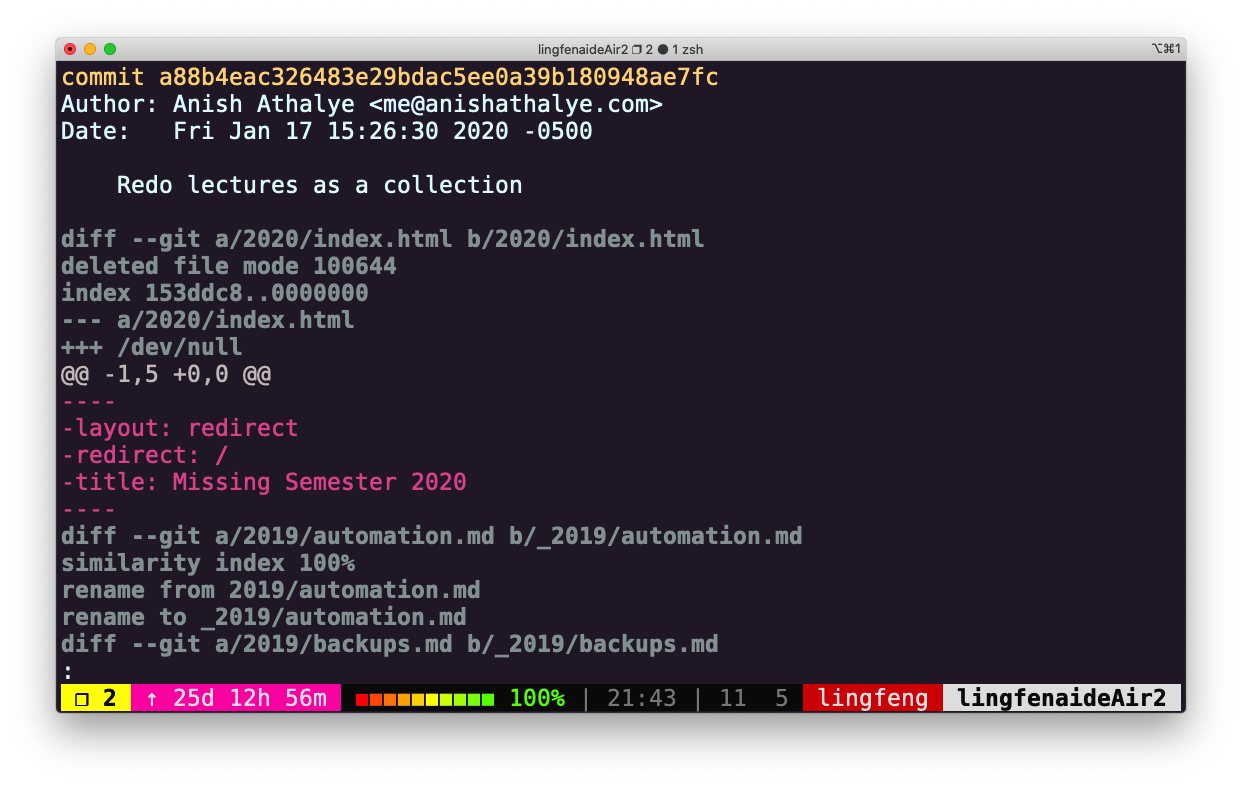 lingfenaideAir2 ❐ 2 ● 1 zsh
⌥⌘1
commit a88b4eac326483e29bdac5ee0a39b180948ae7fc
Author: Anish Athalye <me@anishathalye.com>
Date:   Fri Jan 17 15:26:30 2020 -0500
    Redo lectures as a collection
diff --git a/2020/index.html b/2020/index.html
deleted file mode 100644
index 153ddc8..0000000
--- a/2020/index.html
+++ /dev/null
@@ -1,5 +0,0 @@
----
-layout: redirect
-redirect: /
-title: Missing Semester 2020
----
diff --git a/2019/automation.md b/_2019/automation.md
similarity index 100%
rename from 2019/automation.md
rename to _2019/automation.md
diff --git a/2019/backups.md b/_2019/backups.md
:
❐ 2 ↑ 25d 12h 56m 100% | 21:43 | 11 5 lingfeng lingfenaideAir2